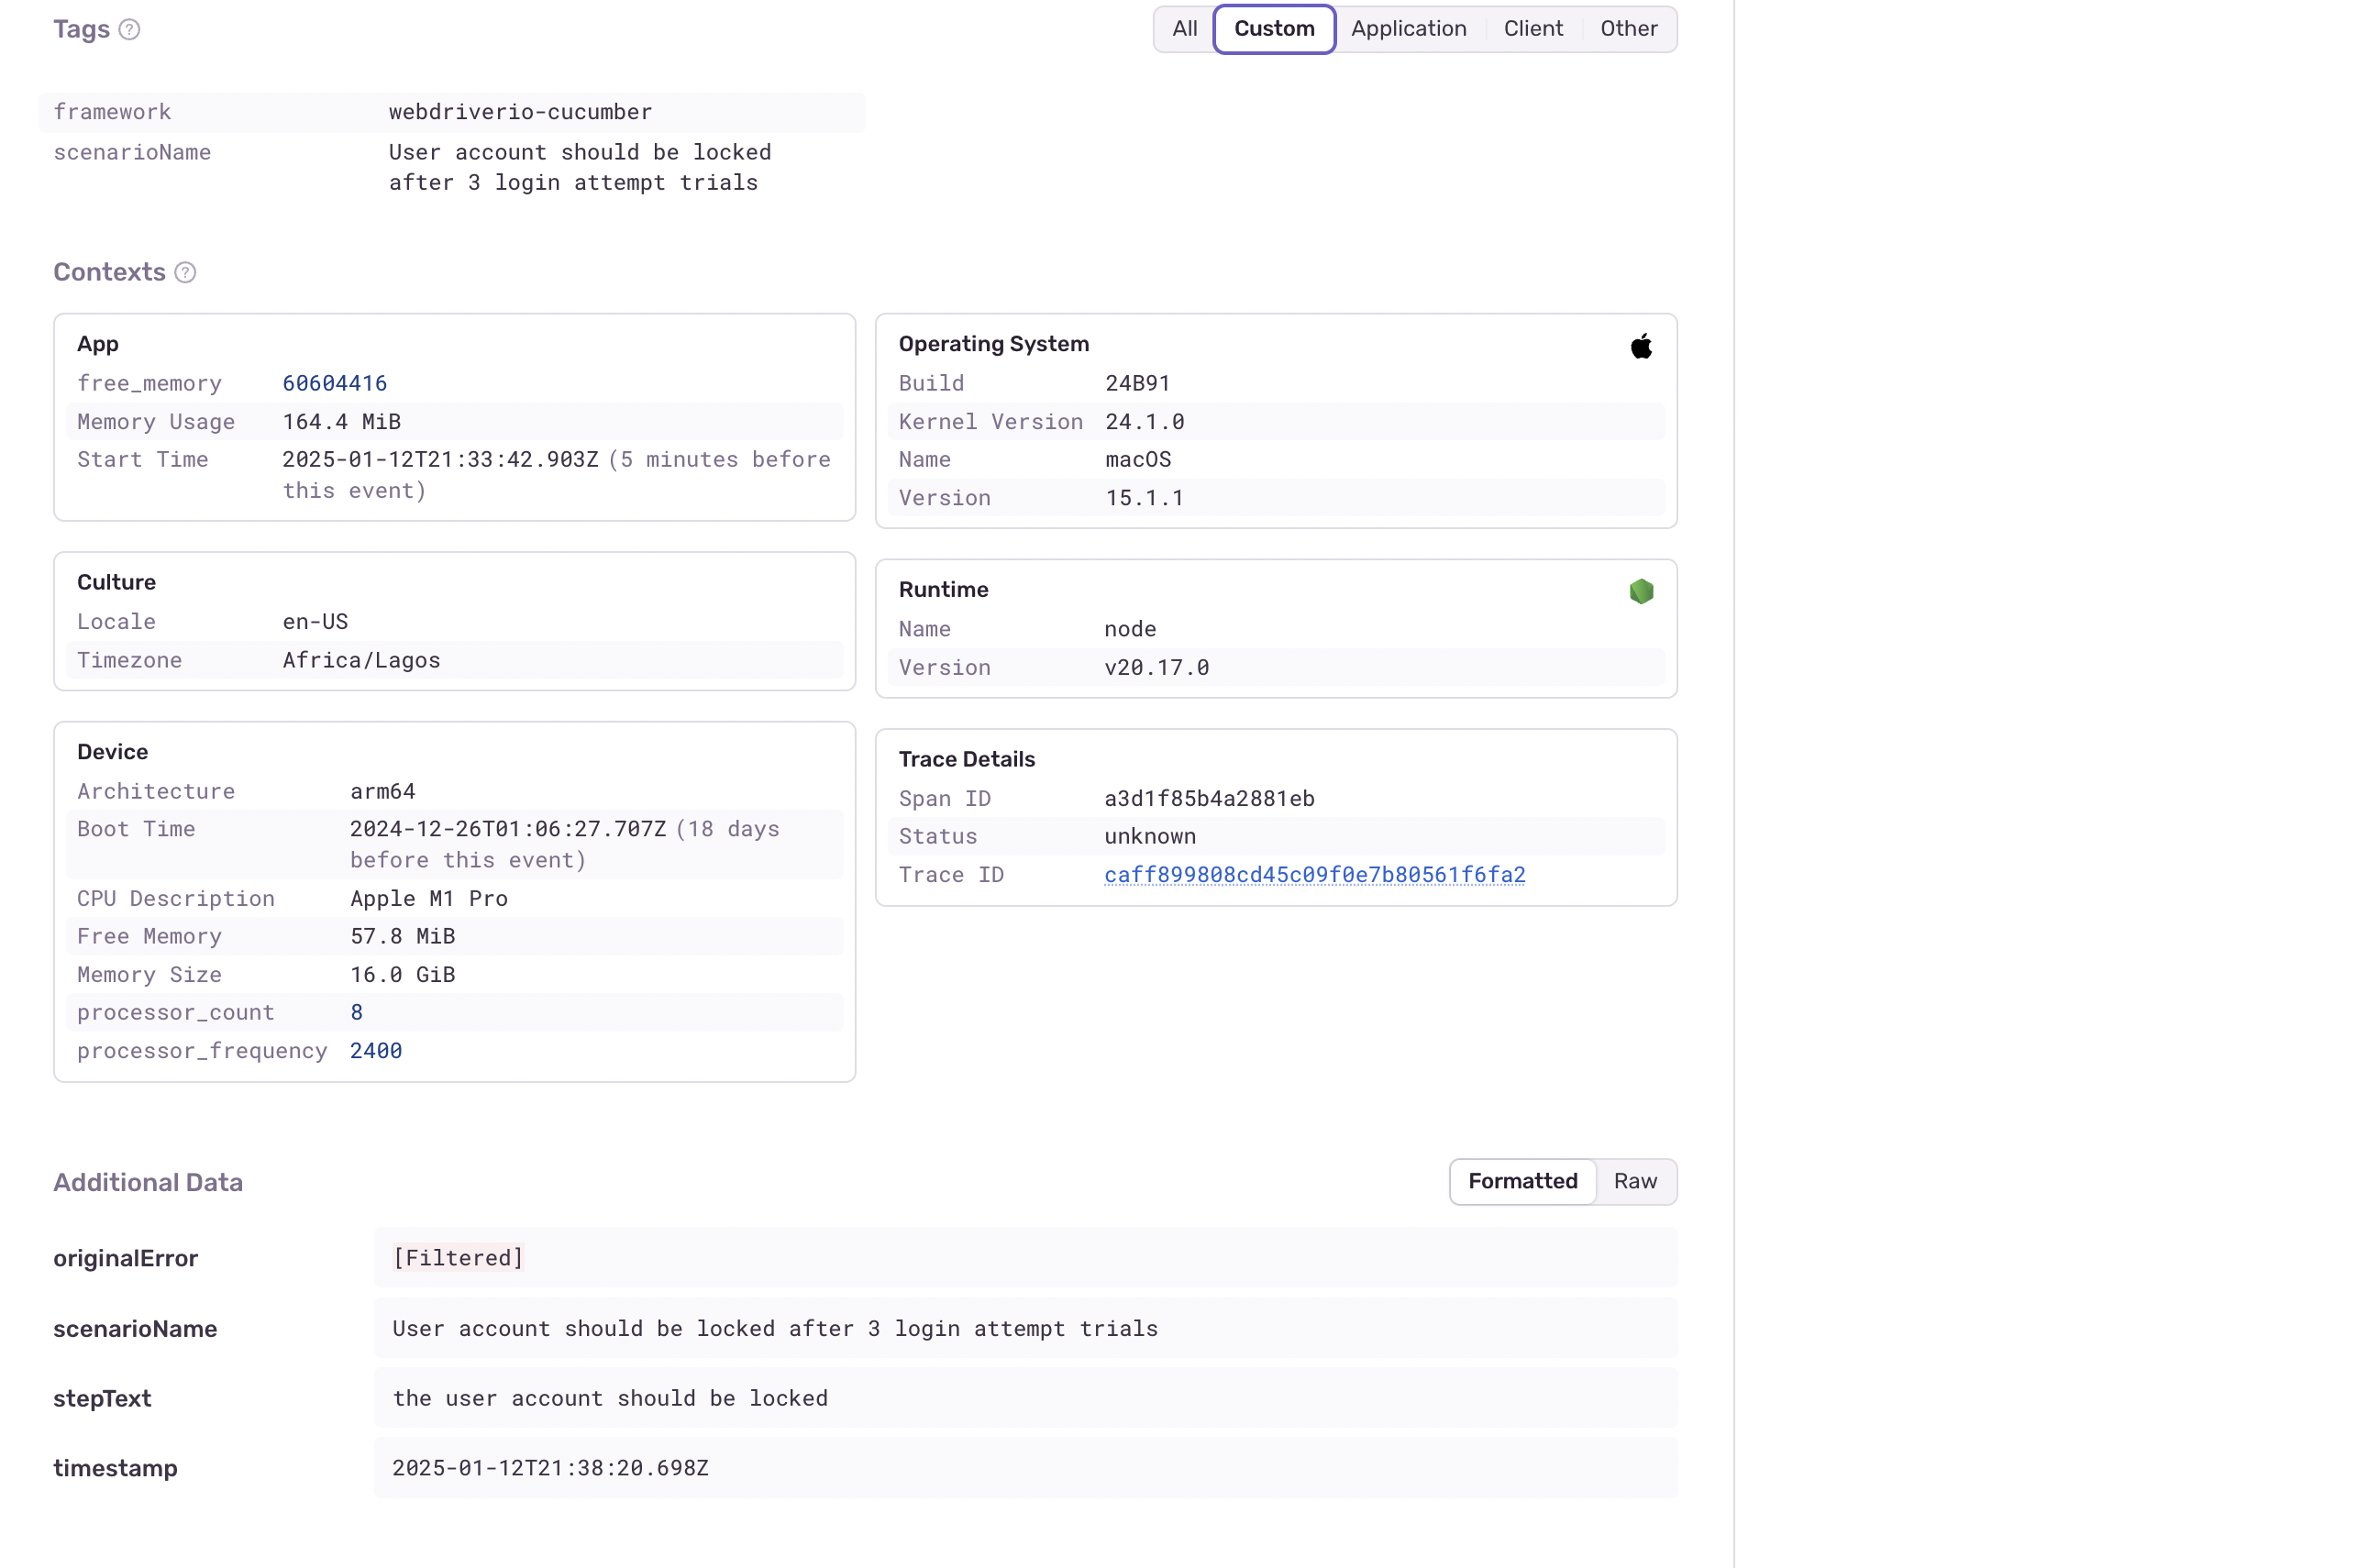 Tags ?
All Custom Application Client Other
framework webdriverio-cucumber
scenarioName User account should be locked
after 3 login attempt trials
Contexts ?
App
free_memory 60604416
Memory Usage 164.4 MiB
Start Time 2025-01-12T21:33:42.903Z (5 minutes before
this event)
Operating System
Build 24B91
Kernel Version 24.1.0
Name macOS
Version 15.1.1
Culture
Locale en-US
Timezone Africa/Lagos
Runtime
Name node
Version v20.17.0
Device
Architecture arm64
Boot Time 2024-12-26T01:06:27.707Z (18 days
before this event)
CPU Description Apple M1 Pro
Free Memory 57.8 MiB
Memory Size 16.0 GiB
processor_count 8
processor_frequency 2400
Trace Details
Span ID a3d1f85b4a2881eb
Status unknown
Trace ID caff899808cd45c09f0e7b80561f6fa2
Additional Data
Formatted Raw
originalError [Filtered]
scenarioName User account should be locked after 3 login attempt trials
stepText the user account should be locked
timestamp 2025-01-12T21:38:20.698Z